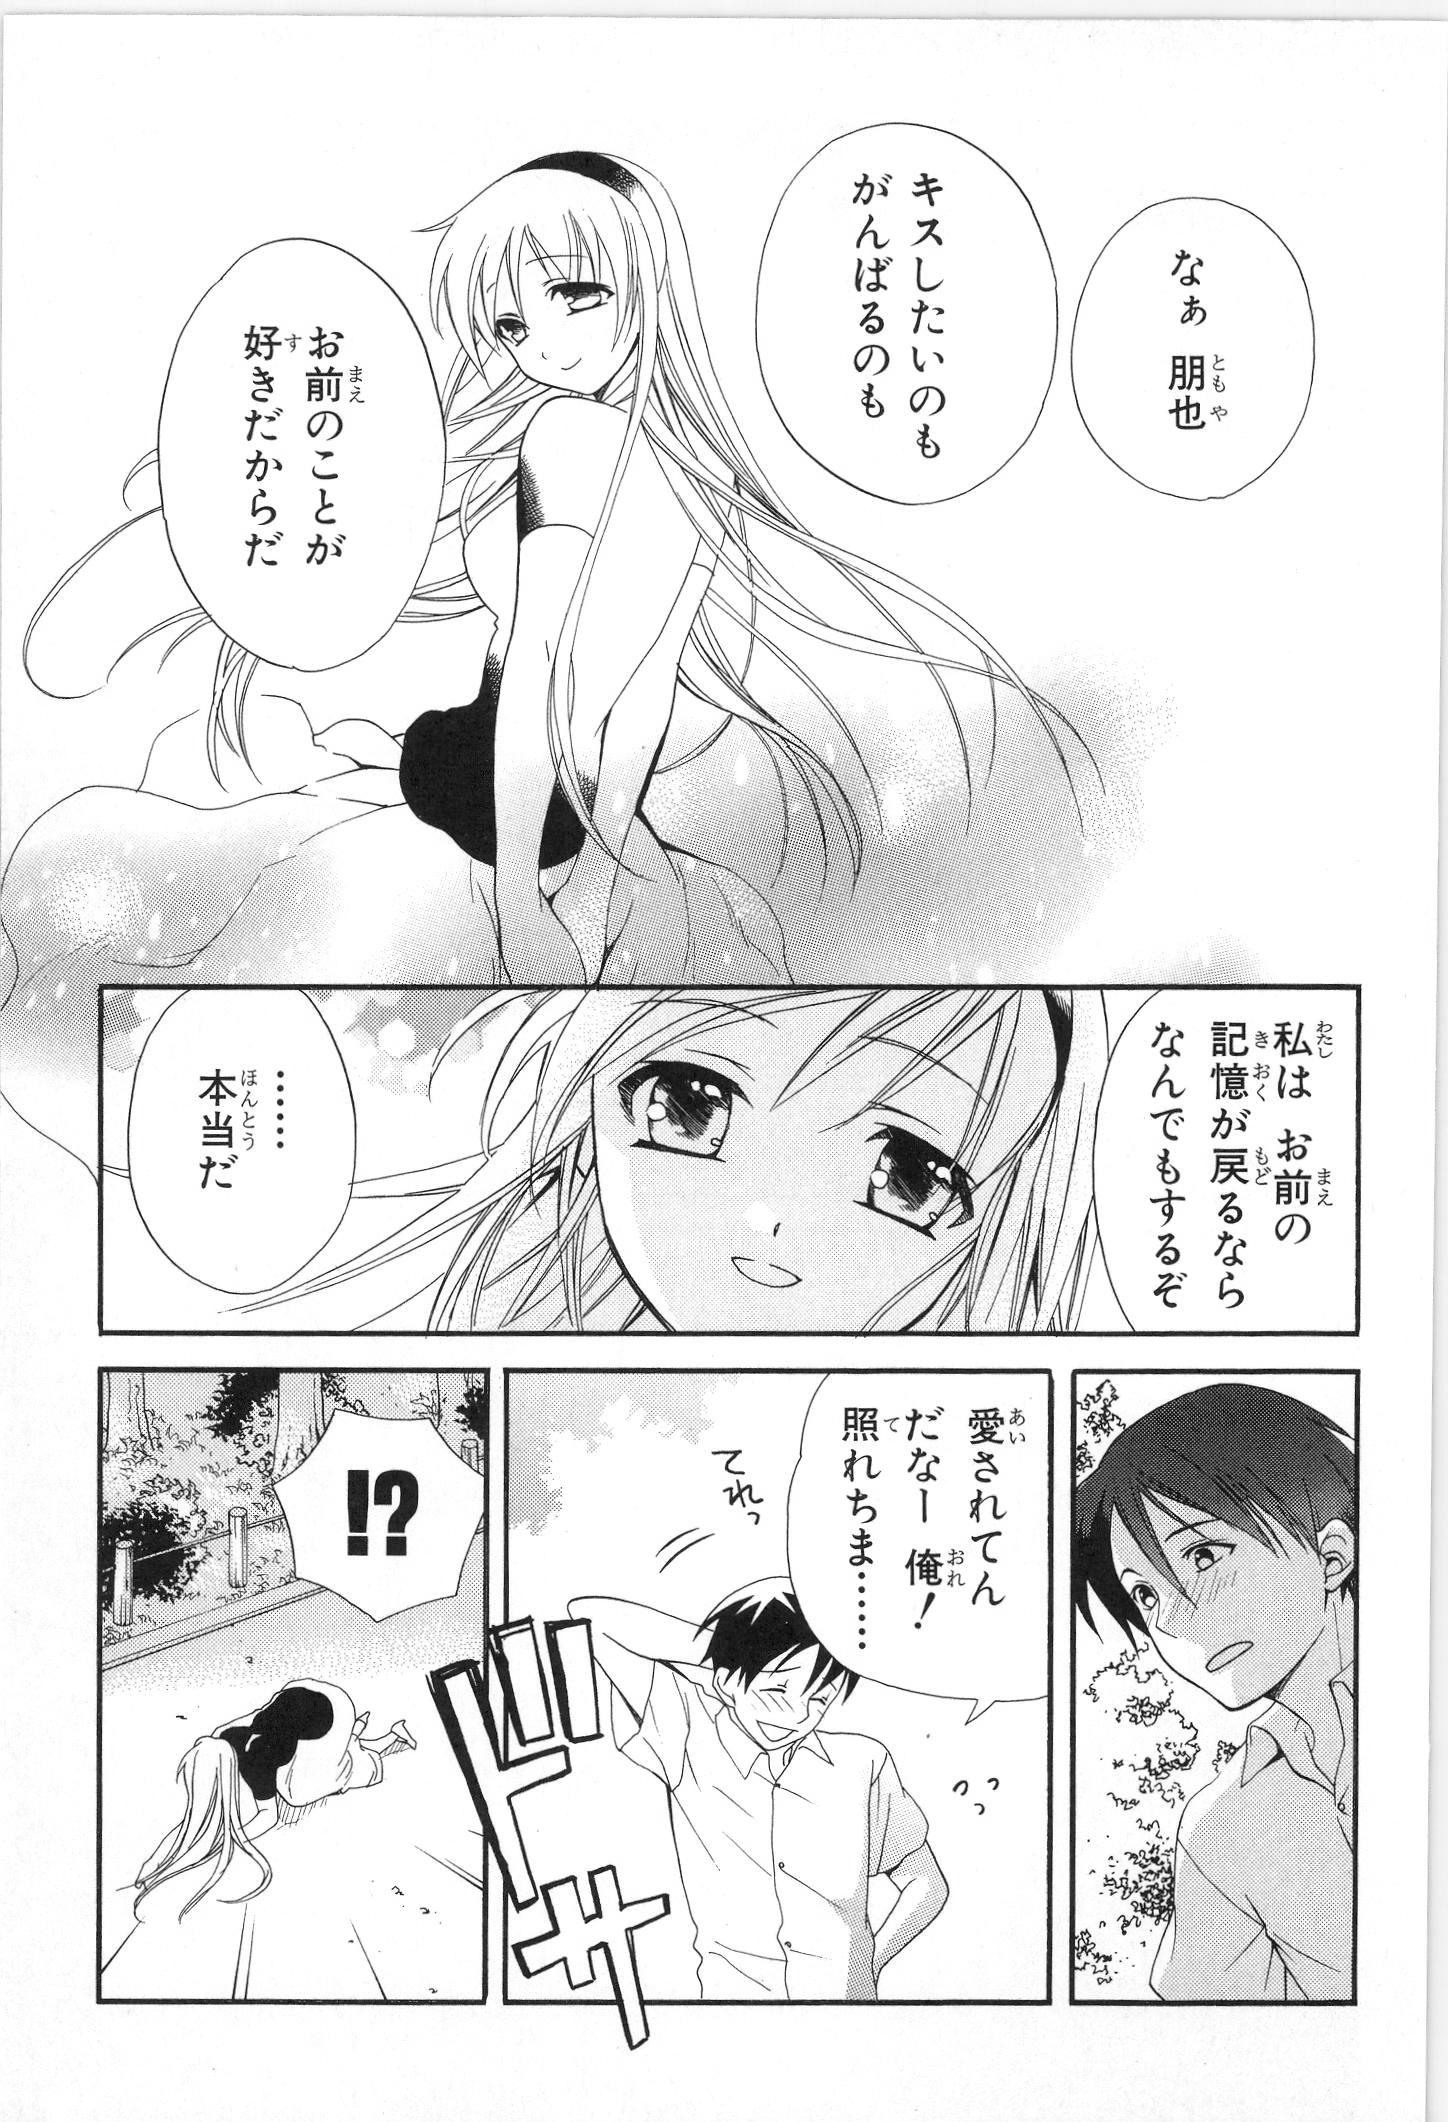 なぁ 朋也
キスしたいのも
がんばるのも
お前のことが
好きだからだ
私は お前の
記憶が戻るなら
なんでもするぞ
……
本当だ
愛されてん
だなー 俺!
照れちま……
てれっ
ドサッ
!?